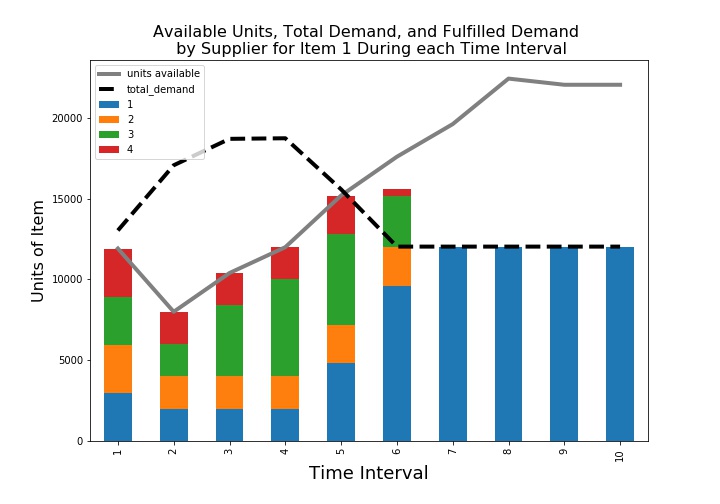 Available Units, Total Demand, and Fulfilled Demand
by Supplier for Item 1 During each Time Interval
units available
total_demand
1
2
3
4
Units of Item
20000
15000
10000
5000
0
1 2 3 4 5 6 7 8 9 10
Time Interval